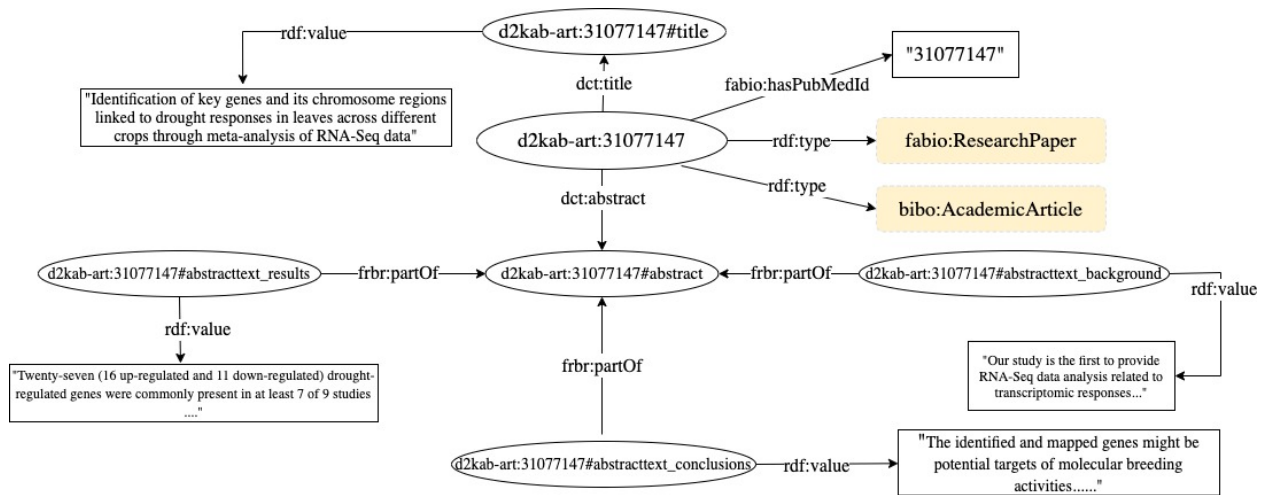 d2kab-art:31077147#title
rdf:value
"31077147"
dct:title
fabio:hasPubMedId
"Identification of key genes and its chromosome regions
linked to drought responses in leaves across different
crops through meta-analysis of RNA-Seq data"
d2kab-art:31077147
rdf:type
fabio:ResearchPaper
rdf:type
dct:abstract
bibo:AcademicArticle
d2kab-art:31077147#abstracttext_results
frbr:partOf
d2kab-art:31077147#abstract
frbr:partOf
d2kab-art:31077147#abstracttext_background
rdf:value
rdf:value
"Twenty-seven (16 up-regulated and 11 down-regulated) drought-
regulated genes were commonly present in at least 7 of 9 studies
...."
frbr:partOf
"Our study is the first to provide
RNA-Seq data analysis related to
transcriptomic responses..."
d2kab-art:31077147#abstracttext_conclusions
rdf:value
"The identified and mapped genes might be
potential targets of molecular breeding
activities......"